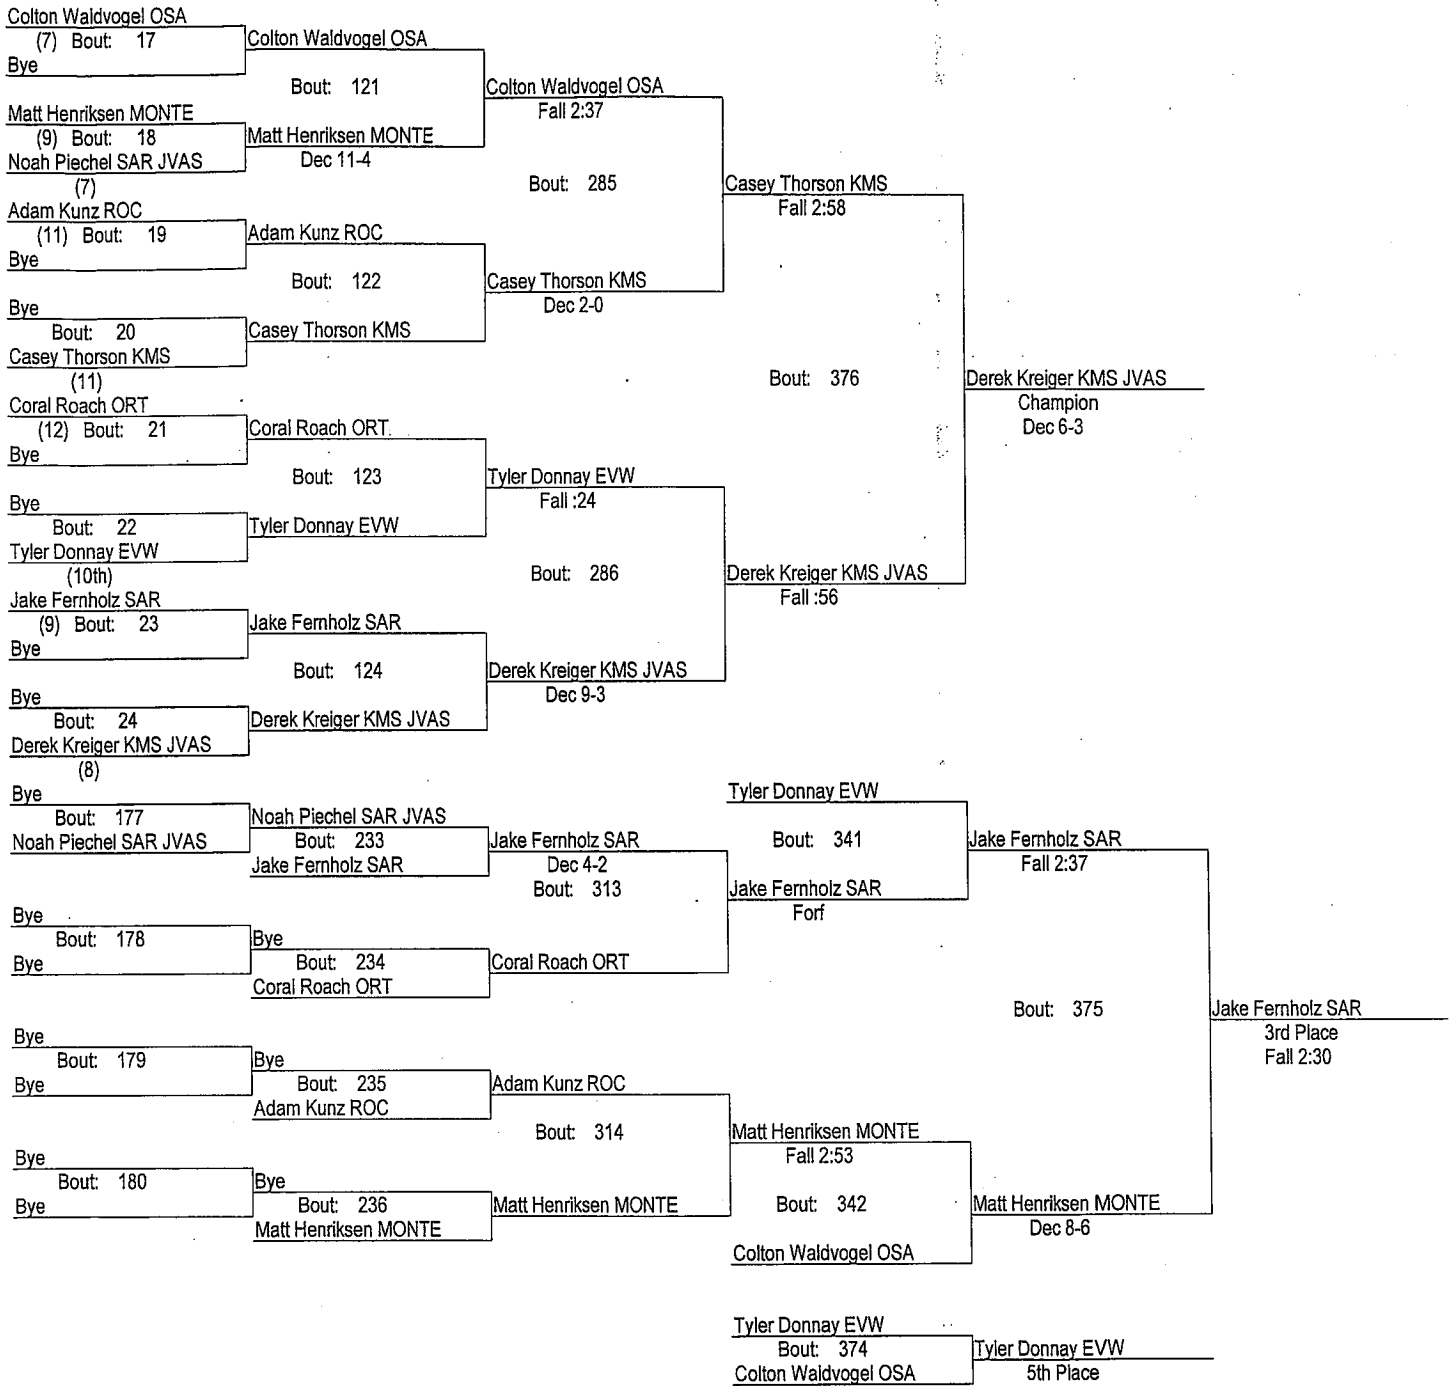 Colton Waldvogel OSA
(7) Bout: 17
Bye
Colton Waldvogel OSA
Bout: 121
Matt Henriksen MONTE
(9) Bout: 18
Noah Piechel SAR JVAS
(7)
Matt Henriksen MONTE
Dec 11-4
Colton Waldvogel OSA
Fall 2:37
Bout: 285
Adam Kunz ROC
(11) Bout: 19
Bye
Adam Kunz ROC
Bout: 122
Bye
Bout: 20
Casey Thorson KMS
(11)
Casey Thorson KMS
Casey Thorson KMS
Dec 2-0
Casey Thorson KMS
Fall 2:58
Bout: 376
Derek Kreiger KMS JVAS
Champion
Dec 6-3
Coral Roach ORT
(12) Bout: 21
Bye
Coral Roach ORT
Bout: 123
Bye
Bout: 22
Tyler Donnay EVW
(10th)
Tyler Donnay EVW
Tyler Donnay EVW
Fall :24
Bout: 286
Jake Fernholz SAR
(9) Bout: 23
Bye
Jake Fernholz SAR
Bout: 124
Bye
Bout: 24
Derek Kreiger KMS JVAS
(8)
Derek Kreiger KMS JVAS
Derek Kreiger KMS JVAS
Dec 9-3
Derek Kreiger KMS JVAS
Fall :56
Bye
Bout: 177
Noah Piechel SAR JVAS
Noah Piechel SAR JVAS
Bout: 233
Jake Fernholz SAR
Jake Fernholz SAR
Dec 4-2
Bout: 313
Bye
Bout: 178
Bye
Bye
Bout: 234
Coral Roach ORT
Coral Roach ORT
Tyler Donnay EVW
Bout: 341
Jake Fernholz SAR
Forf
Jake Fernholz SAR
Fall 2:37
Bout: 375
Jake Fernholz SAR
3rd Place
Fall 2:30
Bye
Bout: 179
Bye
Bye
Bout: 235
Adam Kunz ROC
Adam Kunz ROC
Bout: 314
Bye
Bout: 180
Bye
Bye
Bout: 236
Matt Henriksen MONTE
Matt Henriksen MONTE
Matt Henriksen MONTE
Fall 2:53
Bout: 342
Colton Waldvogel OSA
Matt Henriksen MONTE
Dec 8-6
Tyler Donnay EVW
Bout: 374
Colton Waldvogel OSA
Tyler Donnay EVW
5th Place